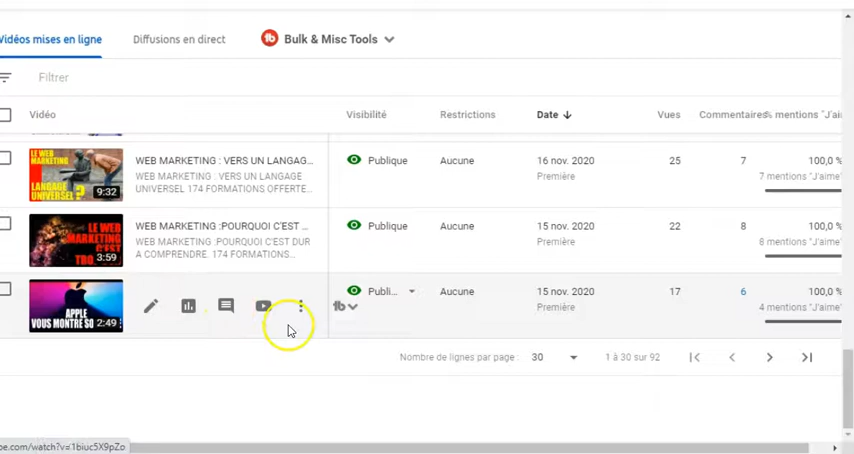 Vidéos mises en ligne Diffusions en direct Bulk & Misc Tools
Filtrer
Vidéo Visibilité Restrictions Date Vues Commentaires % mentions "J'ai
LE WEB MARKETING LANGAGE UNIVERSEL ? 9:32
WEB MARKETING : VERS UN LANGAG...
WEB MARKETING : VERS UN LANGAGE
UNIVERSEL 174 FORMATIONS OFFERTE...
Publique Aucune 16 nov. 2020 25 7 100,0 %
Première 7 mentions "J'aime"
LE WEB MARKETING C'EST TRO 3:59
WEB MARKETING :POURQUOI C'EST ...
WEB MARKETING :POURQUOI C'EST DUR
A COMPRENDRE. 174 FORMATIONS...
Publique Aucune 15 nov. 2020 22 8 100,0 %
Première 8 mentions "J'aime"
APPLE VOUS MONTRE SO 2:49
Publi... Aucune 15 nov. 2020 17 6 100,0 %
Première 4 mentions "J'aime"
Nombre de lignes par page : 30 1 à 30 sur 92
be.com/watch?v=1biuc5X9pZo